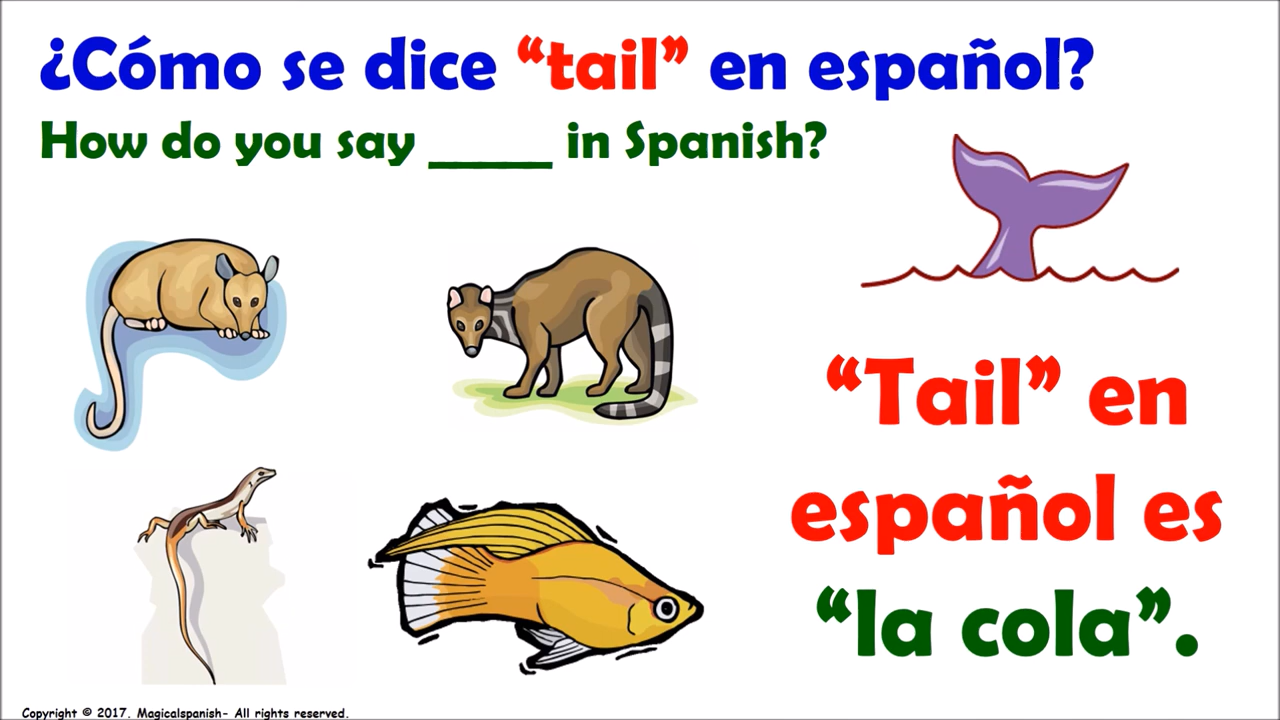 ¿Cómo se dice “tail” en español?
How do you say _____ in Spanish?
“Tail” en
español es
“la cola”.
Copyright © 2017. Magicalspanish- All rights reserved.